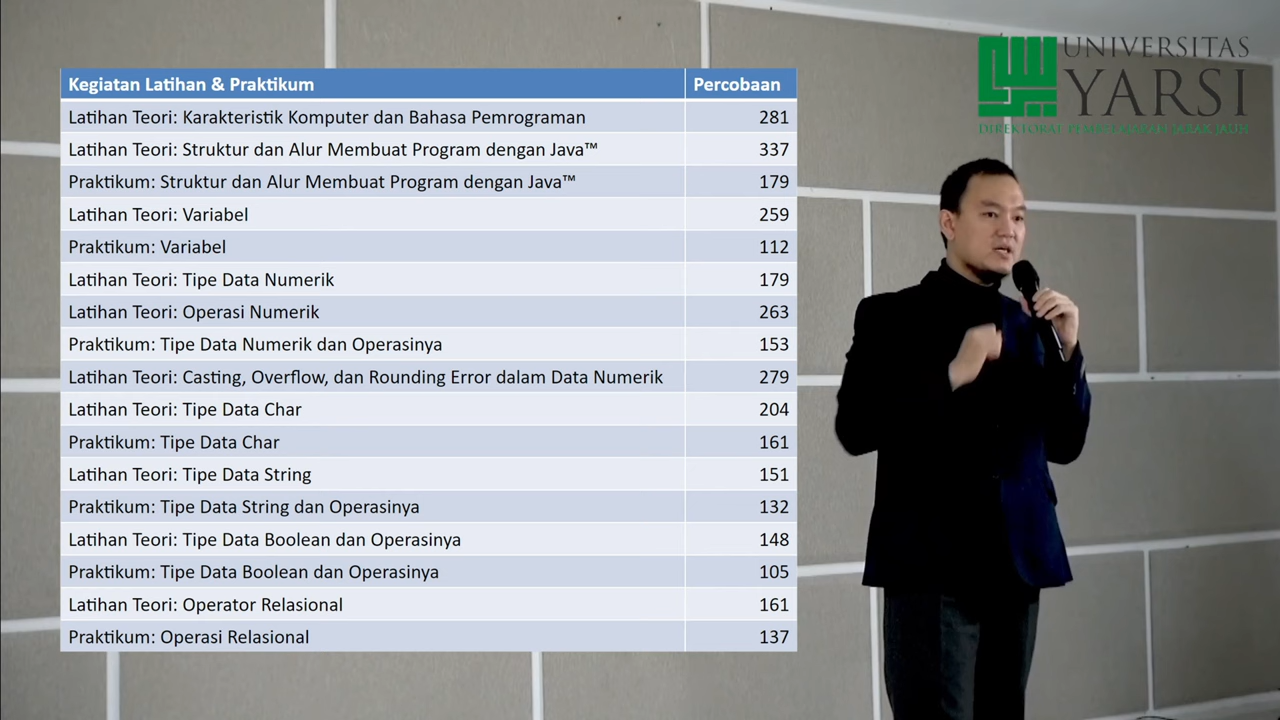 UNIVERSITAS
YARSI
DIREKTORAT PEMBELAJARAN JARAK JAUH
Kegiatan Latihan & Praktikum Percobaan
Latihan Teori: Karakteristik Komputer dan Bahasa Pemrograman 281
Latihan Teori: Struktur dan Alur Membuat Program dengan Java™ 337
Praktikum: Struktur dan Alur Membuat Program dengan Java™ 179
Latihan Teori: Variabel 259
Praktikum: Variabel 112
Latihan Teori: Tipe Data Numerik 179
Latihan Teori: Operasi Numerik 263
Praktikum: Tipe Data Numerik dan Operasinya 153
Latihan Teori: Casting, Overflow, dan Rounding Error dalam Data Numerik 279
Latihan Teori: Tipe Data Char 204
Praktikum: Tipe Data Char 161
Latihan Teori: Tipe Data String 151
Praktikum: Tipe Data String dan Operasinya 132
Latihan Teori: Tipe Data Boolean dan Operasinya 148
Praktikum: Tipe Data Boolean dan Operasinya 105
Latihan Teori: Operator Relasional 161
Praktikum: Operasi Relasional 137